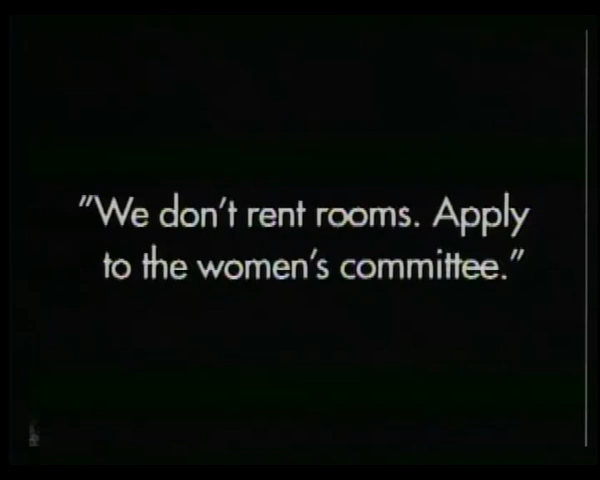 "We don't rent rooms. Apply
to the women's committee."